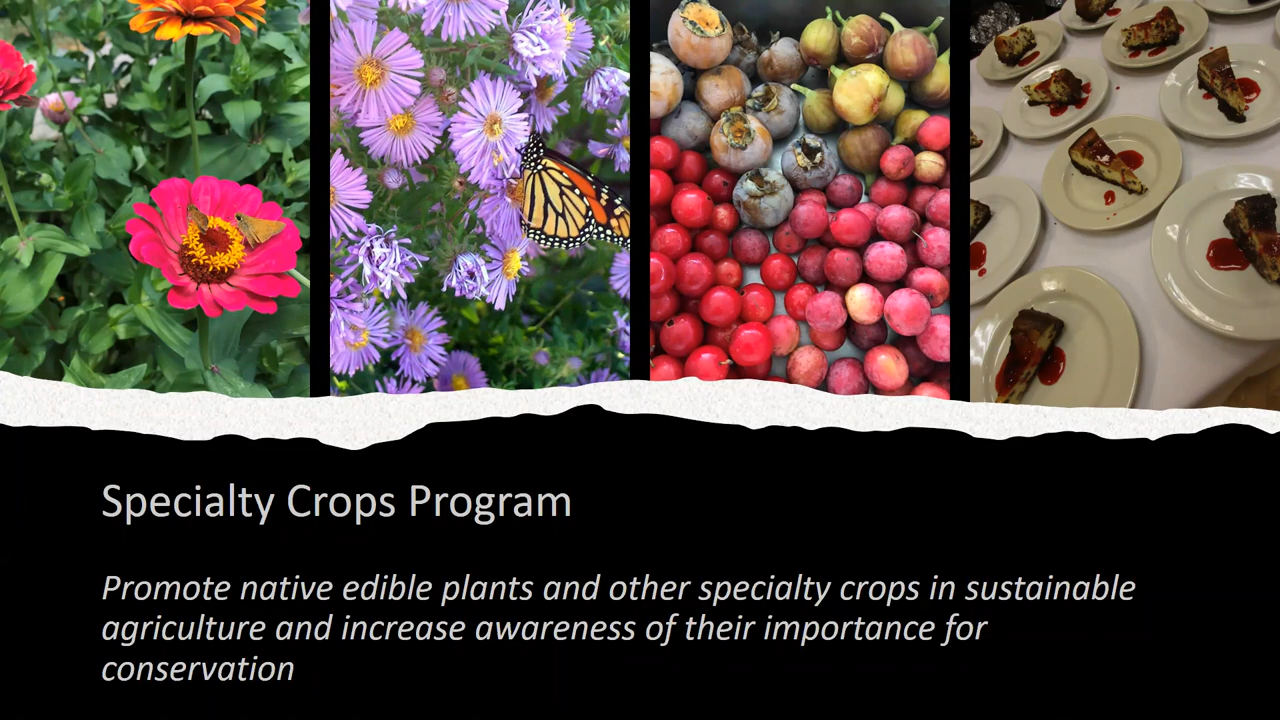 Specialty Crops Program
Promote native edible plants and other specialty crops in sustainable
agriculture and increase awareness of their importance for
conservation